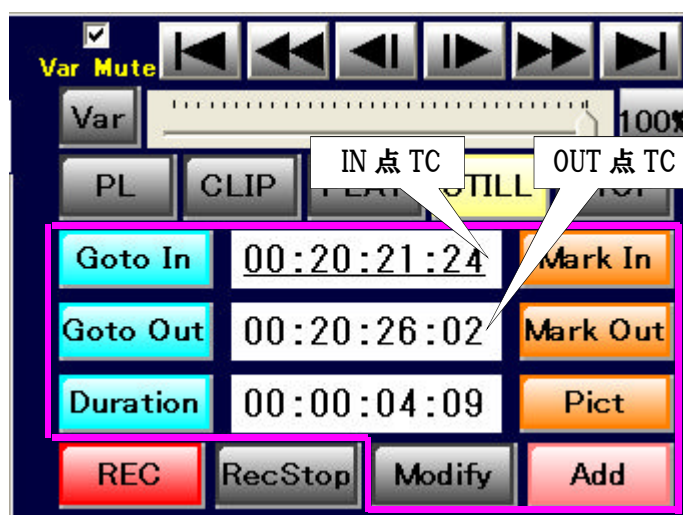 Var Mute
Var 100%
IN 点 TC OUT 点 TC
PL CLIP PLAY STILL
Goto In 00:20:21:24 Mark In
Goto Out 00:20:26:02 Mark Out
Duration 00:00:04:09 Pict
REC RecStop Modify Add